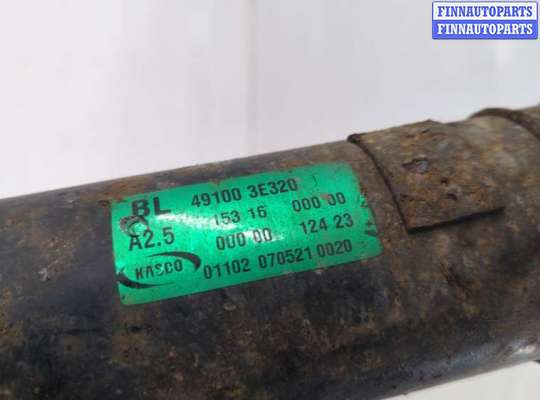 FINNAUTOPARTS
FINNAUTOPARTS
BL 49100 3E320
153 16 000 00
A2.5 000 00 124 23
KASCO 01102 070521 0020